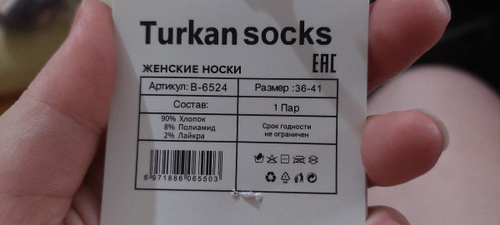 Turkan socks
ЖЕНСКИЕ НОСКИ
EAC
Артикул: B-6524
Размер :36-41
Состав:
1 Пар
90% Хлопок
8% Полиамид
2% Лайкра
Срок годности
не ограничен
6 971886 065503